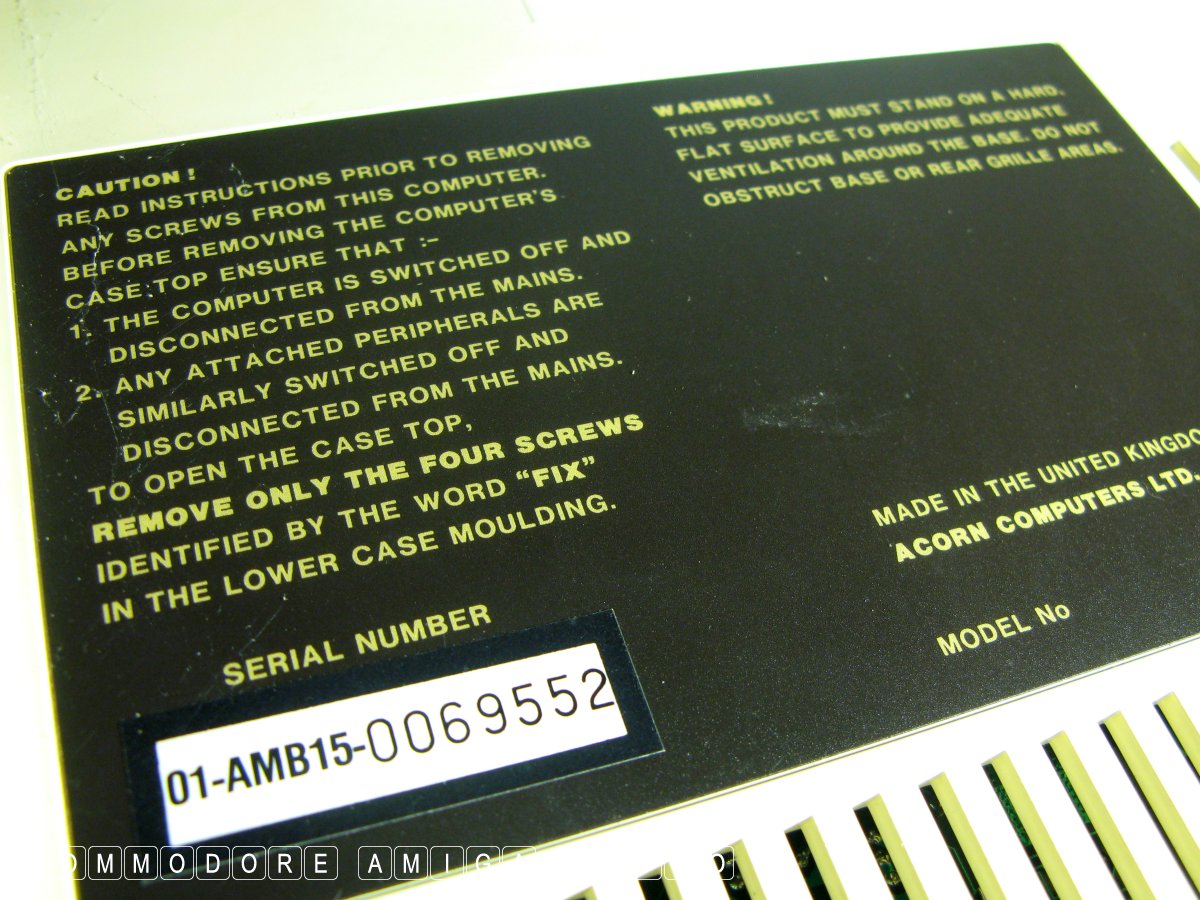 CAUTION!
READ INSTRUCTIONS PRIOR TO REMOVING
ANY SCREWS FROM THIS COMPUTER.
BEFORE REMOVING THE COMPUTER'S
CASE TOP ENSURE THAT :–
1. THE COMPUTER IS SWITCHED OFF AND
DISCONNECTED FROM THE MAINS.
2. ANY ATTACHED PERIPHERALS ARE
SIMILARLY SWITCHED OFF AND
DISCONNECTED FROM THE MAINS.
TO OPEN THE CASE TOP,
REMOVE ONLY THE FOUR SCREWS
IDENTIFIED BY THE WORD “FIX”
IN THE LOWER CASE MOULDING.
SERIAL NUMBER
01-AMB15-0069552
WARNING!
THIS PRODUCT MUST STAND ON A HARD,
FLAT SURFACE TO PROVIDE ADEQUATE
VENTILATION AROUND THE BASE. DO NOT
OBSTRUCT BASE OR REAR GRILLE AREAS.
MADE IN THE UNITED KINGDO
ACORN COMPUTERS LTD.
MODEL No
OMMODORE AMIGA